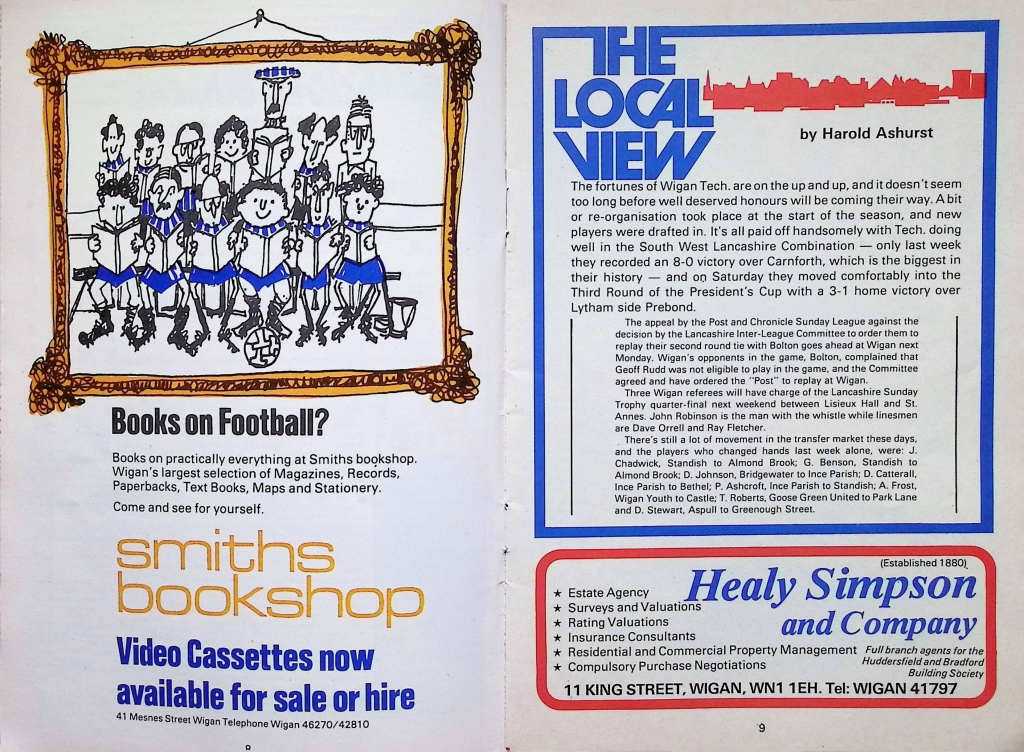 Books on Football?
Books on practically everything at Smiths bookshop.
Wigan's largest selection of Magazines, Records,
Paperbacks, Text Books, Maps and Stationery.
Come and see for yourself.
smiths
bookshop
Video Cassettes now
available for sale or hire
41 Mesnes Street Wigan Telephone Wigan 46270/42810
8
THE
LOCAL
VIEW
by Harold Ashurst
The fortunes of Wigan Tech. are on the up and up, and it doesn't seem
too long before well deserved honours will be coming their way. A bit
or re-organisation took place at the start of the season, and new
players were drafted in. It's all paid off handsomely with Tech. doing
well in the South West Lancashire Combination — only last week
they recorded an 8-0 victory over Carnforth, which is the biggest in
their history — and on Saturday they moved comfortably into the
Third Round of the President's Cup with a 3-1 home victory over
Lytham side Prebond.
The appeal by the Post and Chronicle Sunday League against the
decision by the Lancashire Inter-League Committee to order them to
replay their second round tie with Bolton goes ahead at Wigan next
Monday. Wigan's opponents in the game, Bolton, complained that
Geoff Rudd was not eligible to play in the game, and the Committee
agreed and have ordered the "Post" to replay at Wigan.
Three Wigan referees will have charge of the Lancashire Sunday
Trophy quarter-final next weekend between Lisieux Hall and St.
Annes. John Robinson is the man with the whistle while linesmen
are Dave Orrell and Ray Fletcher.
There's still a lot of movement in the transfer market these days,
and the players who changed hands last week alone, were: J.
Chadwick, Standish to Almond Brook; G. Benson, Standish to
Almond Brook; D. Johnson, Bridgewater to Ince Parish; D. Catterall,
Ince Parish to Bethel; P. Ashcroft, Ince Parish to Standish; A. Frost,
Wigan Youth to Castle; T. Roberts, Goose Green United to Park Lane
and D. Stewart, Aspull to Greenough Street.
(Established 1880)
Healy Simpson
and Company
★ Estate Agency
★ Surveys and Valuations
★ Rating Valuations
★ Insurance Consultants
★ Residential and Commercial Property Management
★ Compulsory Purchase Negotiations
Full branch agents for the
Huddersfield and Bradford
Building Society
11 KING STREET, WIGAN, WN1 1EH. Tel: WIGAN 41797
9